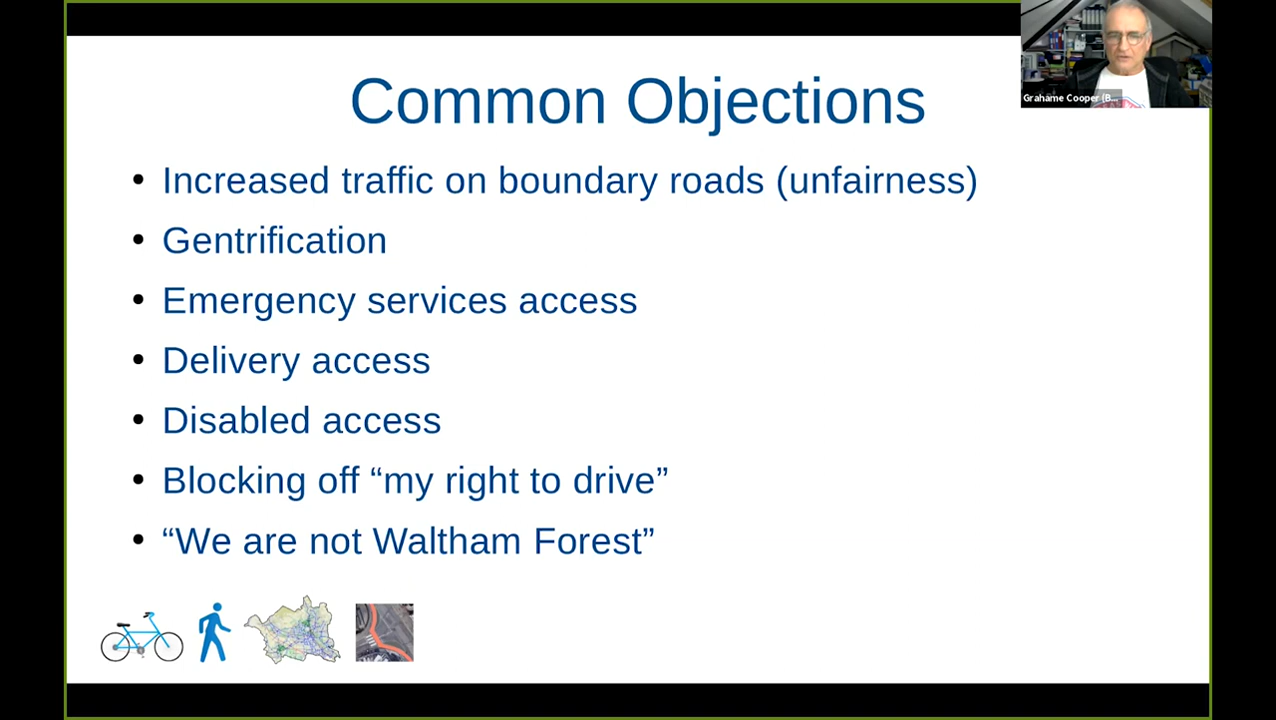 Common Objections
Grahame Cooper (B...
• Increased traffic on boundary roads (unfairness)
• Gentrification
• Emergency services access
• Delivery access
• Disabled access
• Blocking off “my right to drive”
• “We are not Waltham Forest”